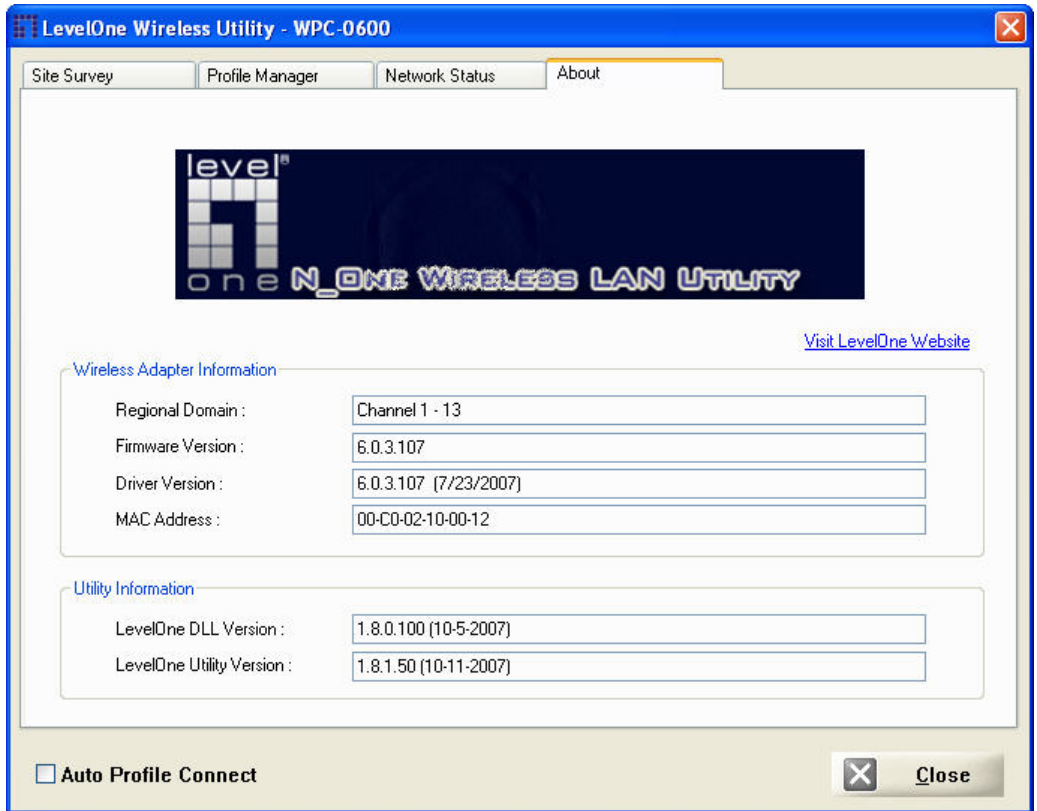 LevelOne Wireless Utility - WPC-0600
Site Survey Profile Manager Network Status About
level®
one N_One Wireless LAN Utility
Visit LevelOne Website
Wireless Adapter Information
Regional Domain : Channel 1 - 13
Firmware Version : 6.0.3.107
Driver Version : 6.0.3.107 (7/23/2007)
MAC Address : 00-C0-02-10-00-12
Utility Information
LevelOne DLL Version : 1.8.0.100 (10-5-2007)
LevelOne Utility Version : 1.8.1.50 (10-11-2007)
Auto Profile Connect Close